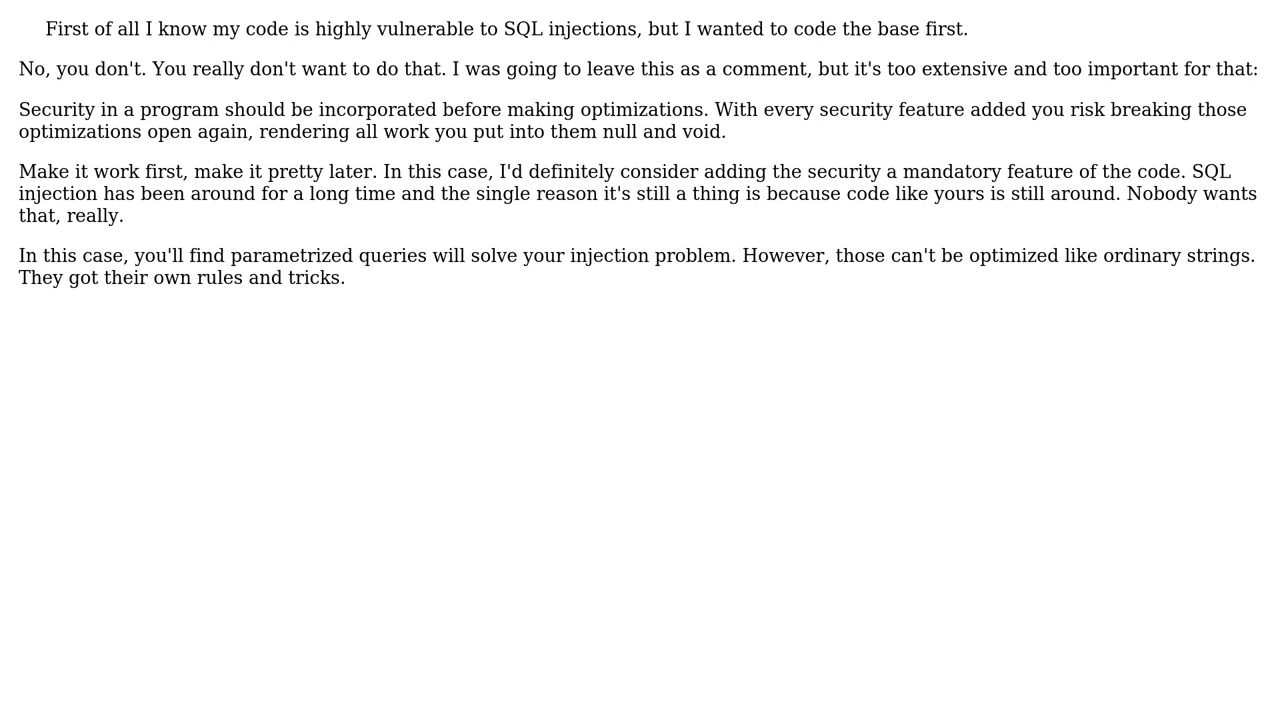 First of all I know my code is highly vulnerable to SQL injections, but I wanted to code the base first.
No, you don't. You really don't want to do that. I was going to leave this as a comment, but it's too extensive and too important for that:
Security in a program should be incorporated before making optimizations. With every security feature added you risk breaking those
optimizations open again, rendering all work you put into them null and void.
Make it work first, make it pretty later. In this case, I'd definitely consider adding the security a mandatory feature of the code. SQL
injection has been around for a long time and the single reason it's still a thing is because code like yours is still around. Nobody wants
that, really.
In this case, you'll find parametrized queries will solve your injection problem. However, those can't be optimized like ordinary strings.
They got their own rules and tricks.